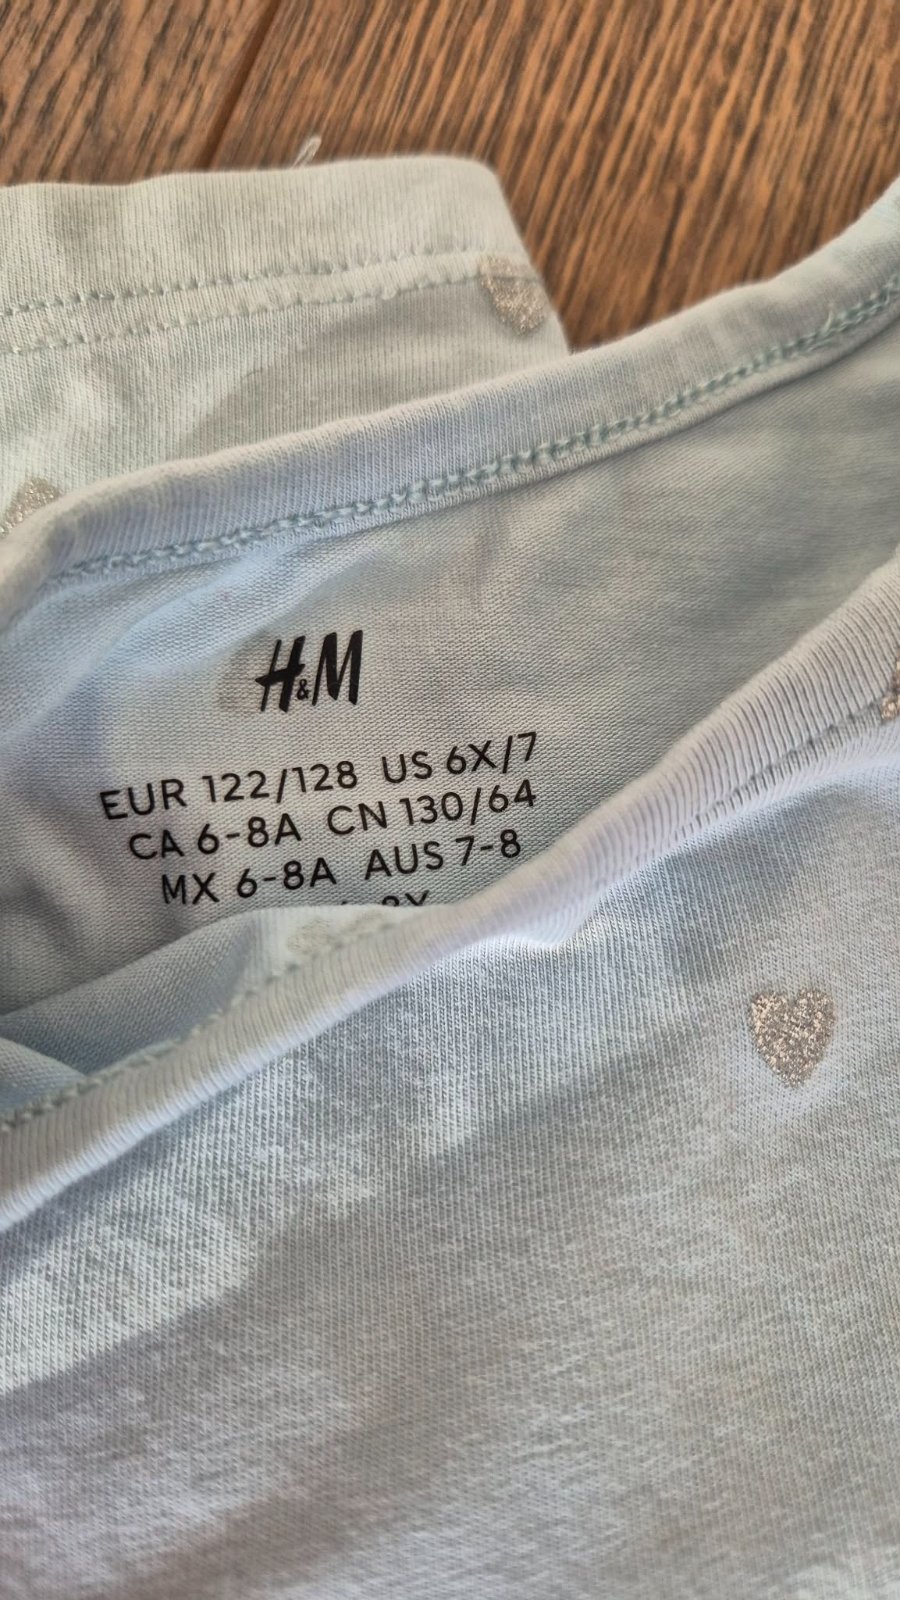 H&M
EUR 122/128 US 6X/7
CA 6-8A CN 130/64
MX 6-8A AUS 7-8